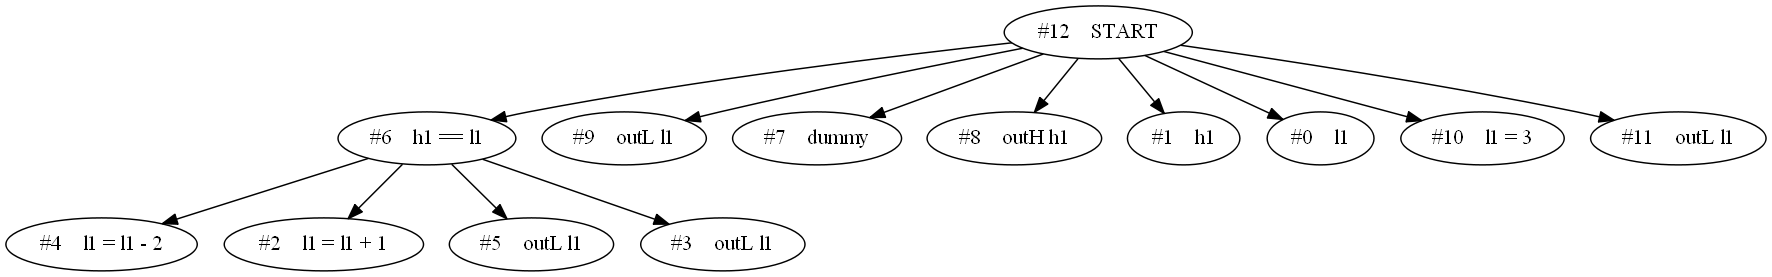 #12 START
#6 h1 == l1
#9 outL l1
#7 dummy
#8 outH h1
#1 h1
#0 l1
#10 l1 = 3
#11 outL l1
#4 l1 = l1 - 2
#2 l1 = l1 + 1
#5 outL l1
#3 outL l1